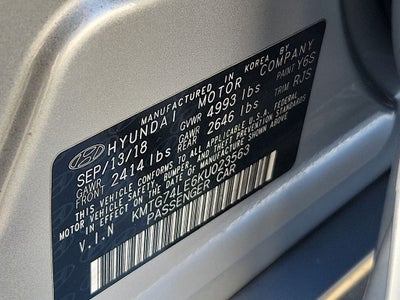 MANUFACTURED IN KOREA BY
HYUNDAI MOTOR COMPANY
SEP/13/18 GVWR 4993 lbs PAINT Y6S
GAWR FRONT 2414 lbs GAWR REAR 2646 lbs TRIM RJS
THIS VEHICLE CONFORMS TO ALL APPLICABLE U.S.A. FEDERAL
MOTOR VEHICLE SAFETY, BUMPER, AND THEFT PREVENTION STANDARDS
IN EFFECT ON THE DATE OF MANUFACTURE SHOWN ABOVE.
V.I.N KMTG74LE6KU023563
PASSENGER CAR